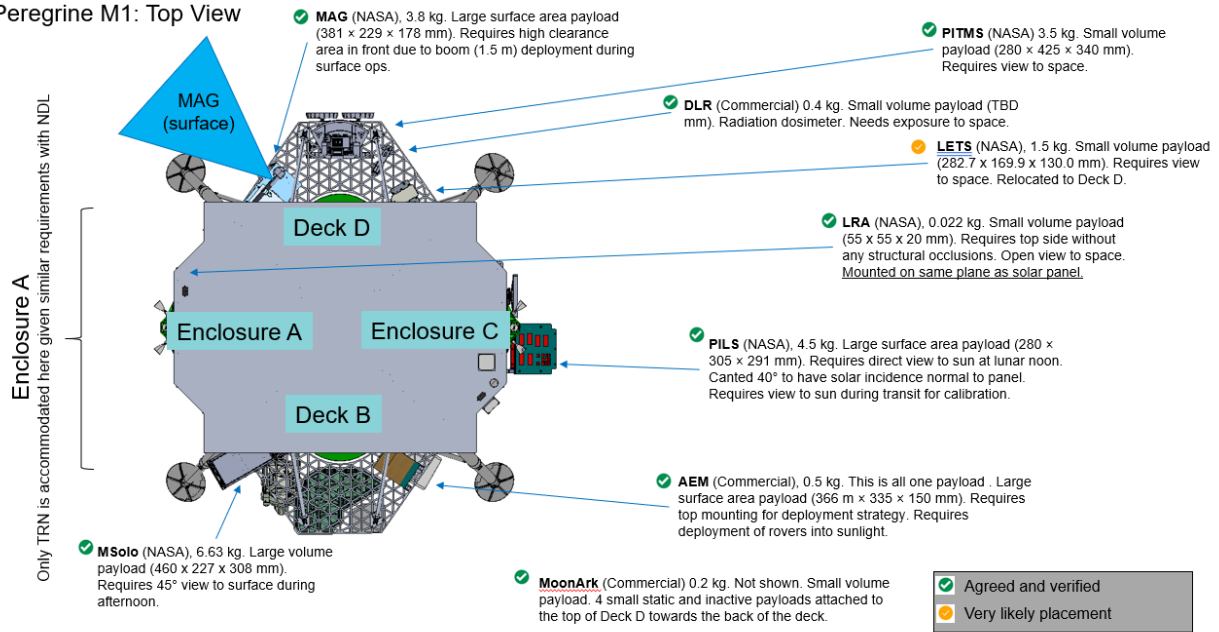 Peregrine M1: Top View
MAG (NASA), 3.8 kg. Large surface area payload
(381 × 229 × 178 mm). Requires high clearance
area in front due to boom (1.5 m) deployment during
surface ops.
PITMS (NASA) 3.5 kg. Small volume
payload (280 × 425 × 340 mm).
Requires view to space.
MAG
(surface)
DLR (Commercial) 0.4 kg. Small volume payload (TBD
mm). Radiation dosimeter. Needs exposure to space.
LETS (NASA), 1.5 kg. Small volume payload
(282.7 x 169.9 x 130.0 mm). Requires view
to space. Relocated to Deck D.
Deck D
LRA (NASA), 0.022 kg. Small volume payload
(55 x 55 x 20 mm). Requires top side without
any structural occlusions. Open view to space.
Mounted on same plane as solar panel.
Enclosure A
Only TRN is accommodated here given similar requirements with NDL
Enclosure A
Enclosure C
PILS (NASA), 4.5 kg. Large surface area payload (280 ×
305 × 291 mm). Requires direct view to sun at lunar noon.
Canted 40° to have solar incidence normal to panel.
Requires view to sun during transit for calibration.
Deck B
AEM (Commercial), 0.5 kg. This is all one payload . Large
surface area payload (366 m × 335 × 150 mm). Requires
top mounting for deployment strategy. Requires
deployment of rovers into sunlight.
MSolo (NASA), 6.63 kg. Large volume
payload (460 x 227 x 308 mm).
Requires 45° view to surface during
afternoon.
MoonArk (Commercial) 0.2 kg. Not shown. Small volume
payload. 4 small static and inactive payloads attached to
the top of Deck D towards the back of the deck.
Agreed and verified
Very likely placement